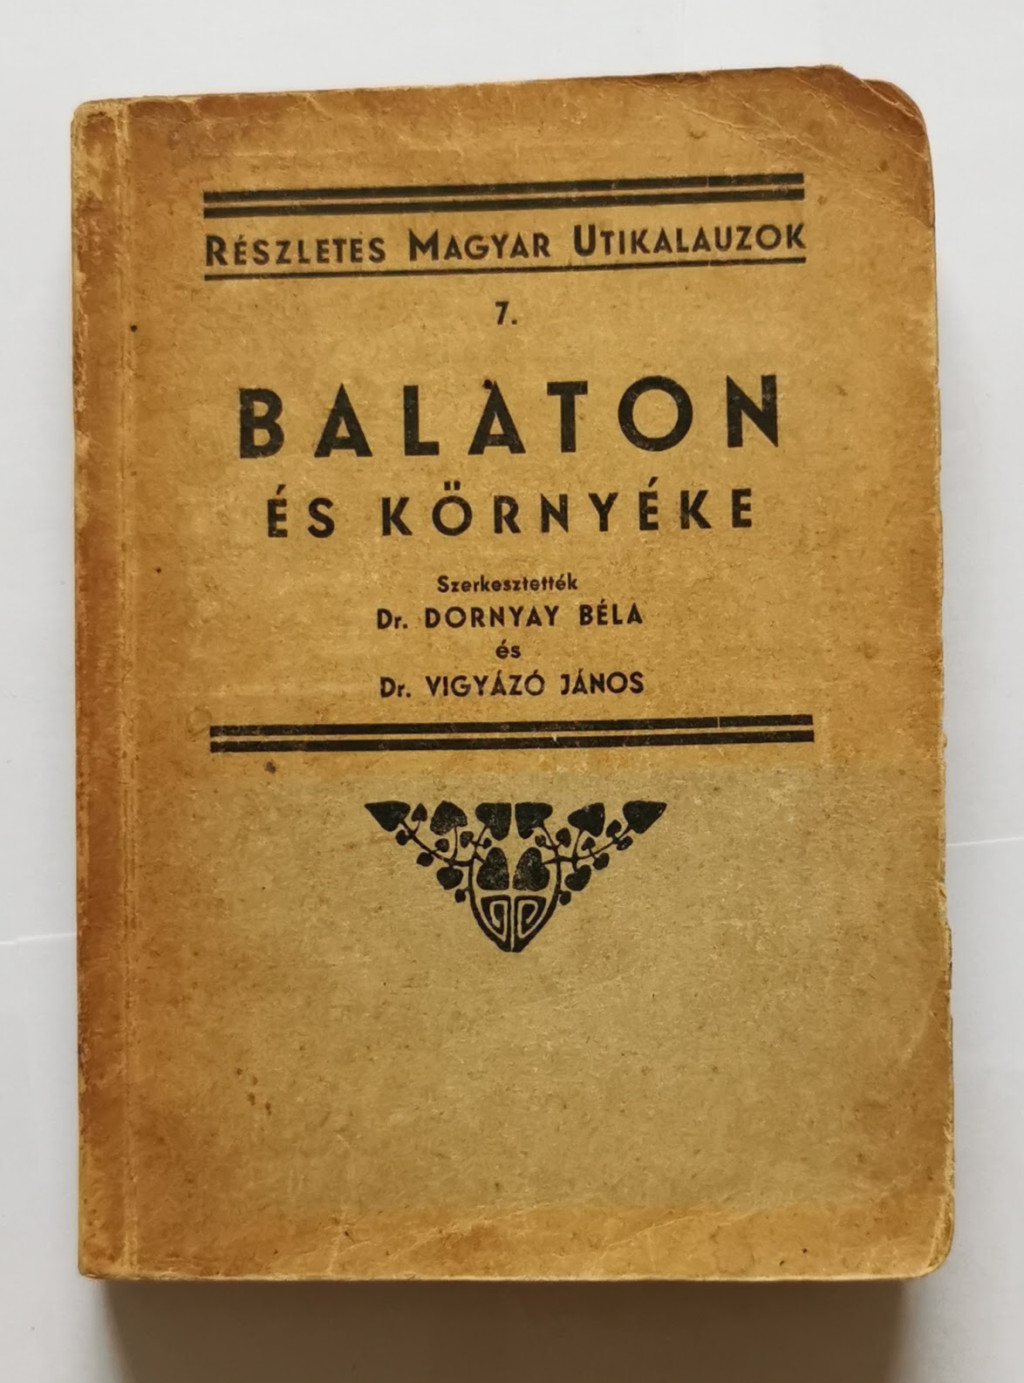 RÉSZLETES MAGYAR UTIKALAUZOK
7.
BALATON
ÉS KÖRNYÉKE
Szerkesztették
Dr. DORNYAY BÉLA
és
Dr. VIGYÁZÓ JÁNOS